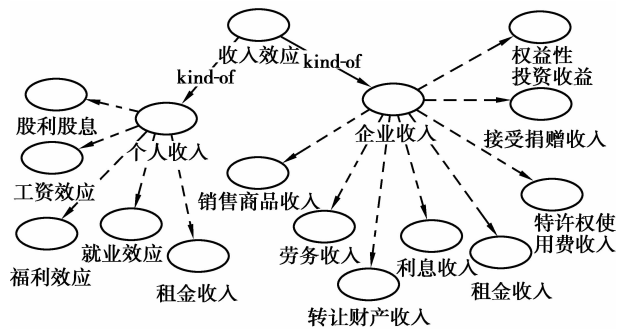 收入效应
kind-of
kind-of
权益性
投资收益
股利股息
个人收入
企业收入
接受捐赠收入
工资效应
销售商品收入
特许权使
用费收入
福利效应
就业效应
劳务收入
利息收入
租金收入
租金收入
转让财产收入